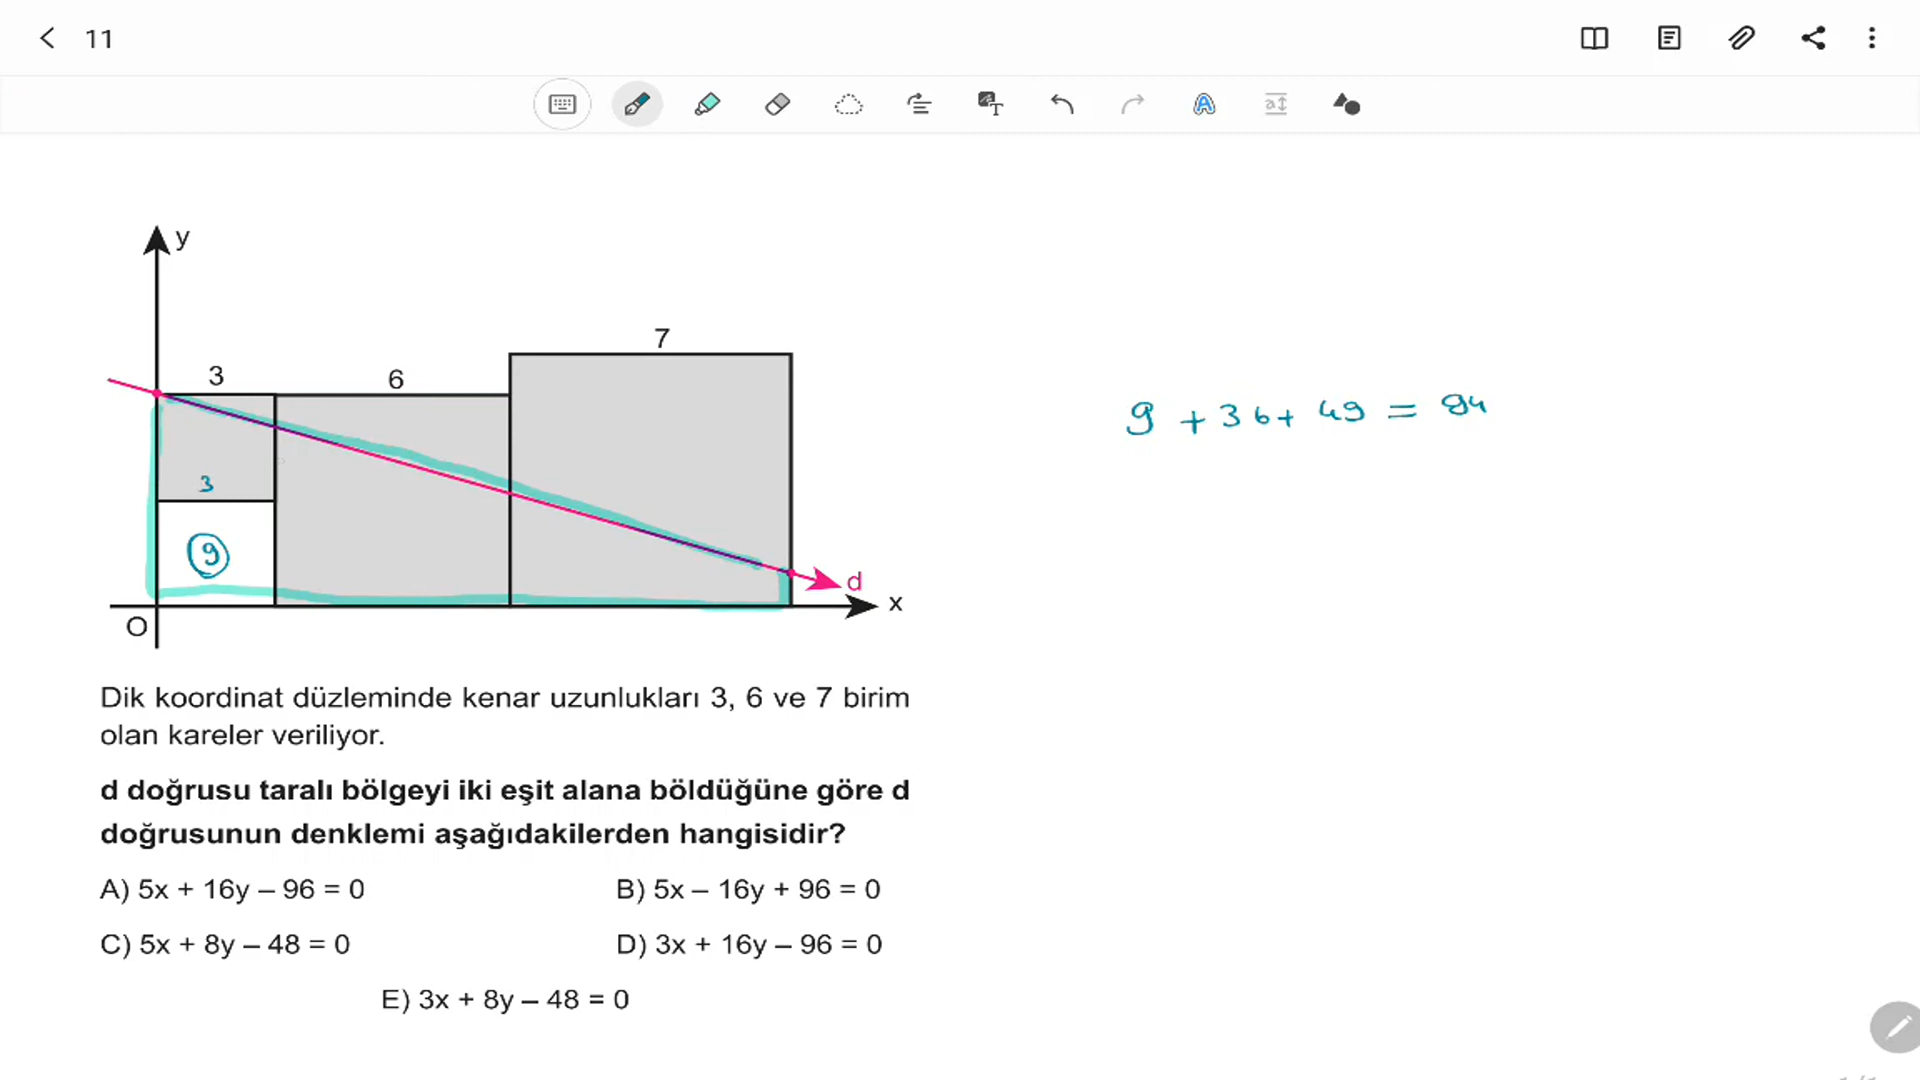 11
y
3
6
7
9 + 36 + 49 = 94
3
9
d
x
O
Dik koordinat düzleminde kenar uzunlukları 3, 6 ve 7 birim
olan kareler veriliyor.
d doğrusu taralı bölgeyi iki eşit alana böldüğüne göre d
doğrusunun denklemi aşağıdakilerden hangisidir?
A) 5x + 16y – 96 = 0
B) 5x – 16y + 96 = 0
C) 5x + 8y – 48 = 0
D) 3x + 16y – 96 = 0
E) 3x + 8y – 48 = 0